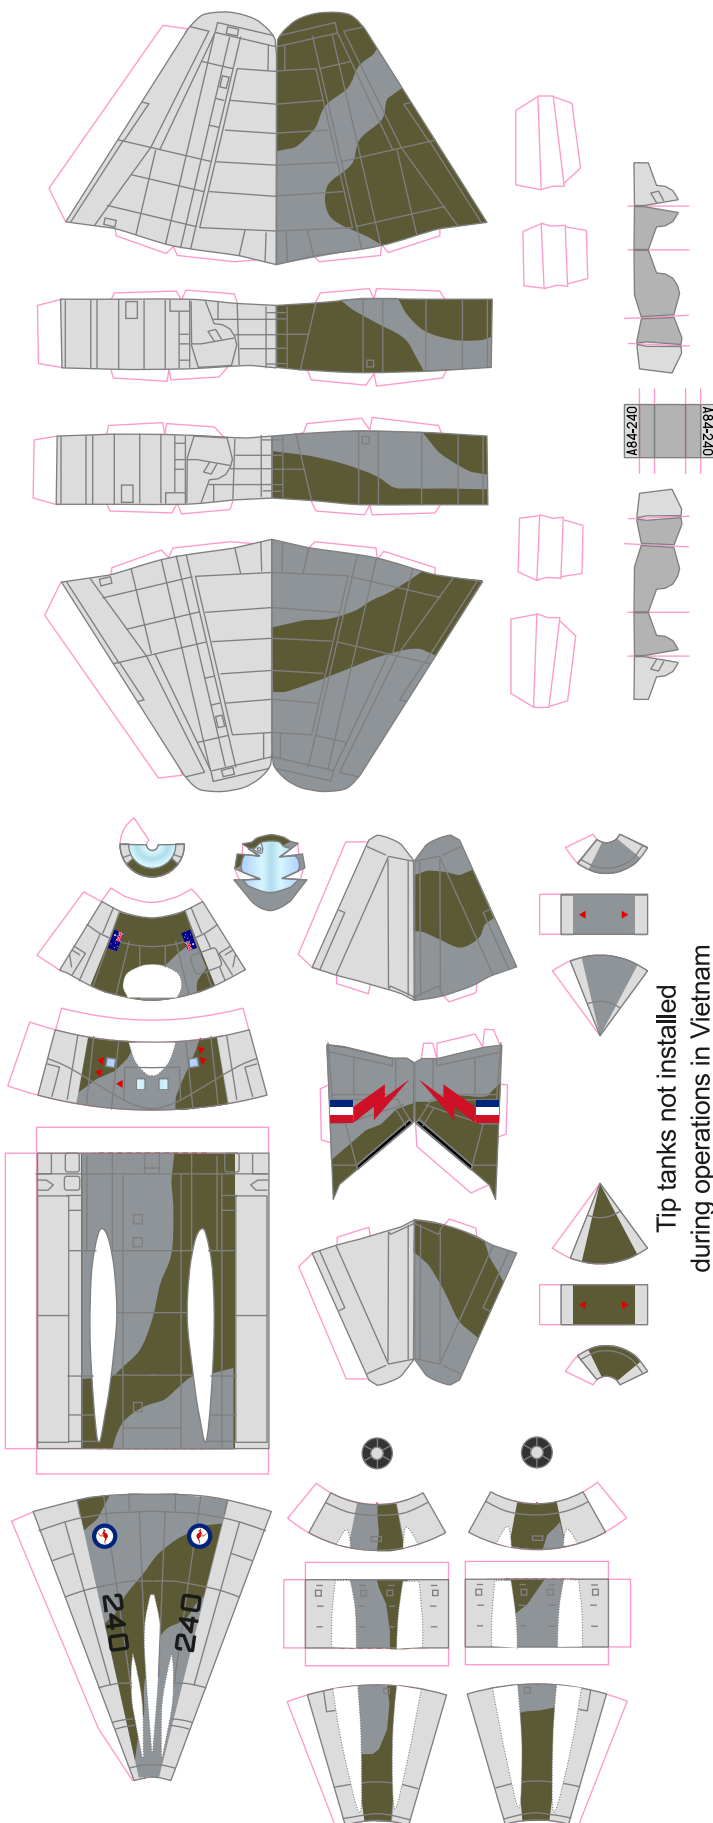 A84-240
A84-240
Tip tanks not installed
during operations in Vietnam
240
240